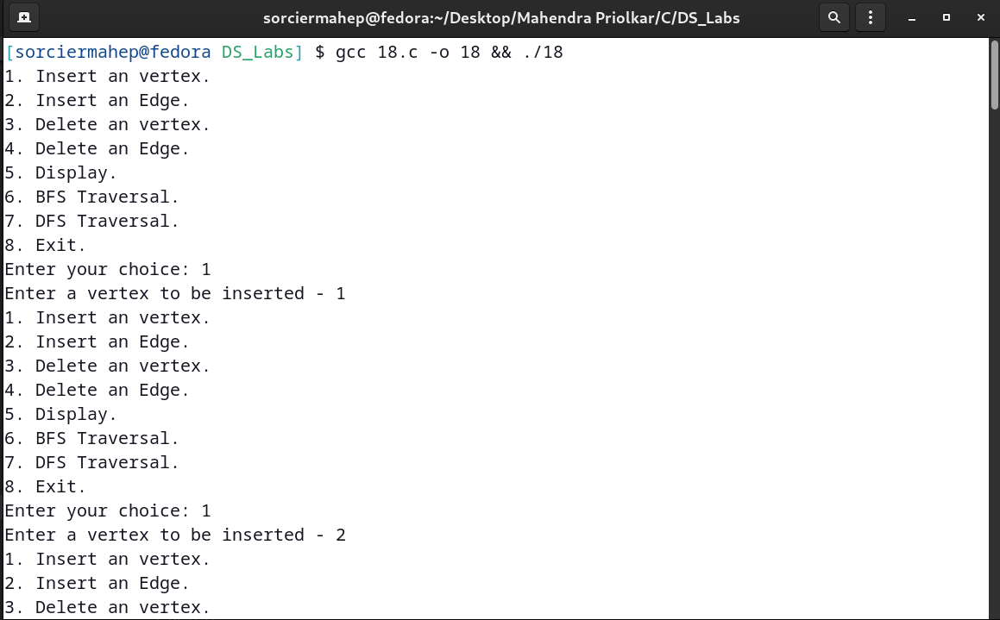 sorciermahep@fedora:~/Desktop/Mahendra Priolkar/C/DS_Labs
[sorciermahep@fedora DS_Labs] $ gcc 18.c -o 18 && ./18
1. Insert an vertex.
2. Insert an Edge.
3. Delete an vertex.
4. Delete an Edge.
5. Display.
6. BFS Traversal.
7. DFS Traversal.
8. Exit.
Enter your choice: 1
Enter a vertex to be inserted - 1
1. Insert an vertex.
2. Insert an Edge.
3. Delete an vertex.
4. Delete an Edge.
5. Display.
6. BFS Traversal.
7. DFS Traversal.
8. Exit.
Enter your choice: 1
Enter a vertex to be inserted - 2
1. Insert an vertex.
2. Insert an Edge.
3. Delete an vertex.